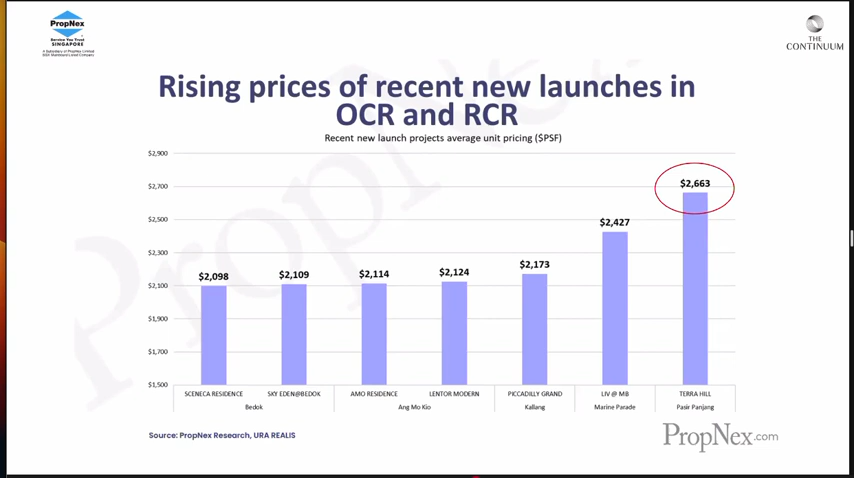 PropNex
Service You Trust
SINGAPORE
THE
CONTINUUM
Rising prices of recent new launches in
OCR and RCR
Recent new launch projects average unit pricing ($PSF)
$2,900
$2,700
$2,500
$2,300
$2,100
$1,900
$1,700
$1,500
$2,098
$2,109
$2,114
$2,124
$2,173
$2,427
$2,663
SCENECA RESIDENCE
SKY EDEN@BEDOK
AMO RESIDENCE
LENTOR MODERN
PICCADILLY GRAND
LIV @ MB
TERRA HILL
Bedok
Ang Mo Kio
Kallang
Marine Parade
Pasir Panjang
Source: PropNex Research, URA REALIS
PropNex.com
PropNex